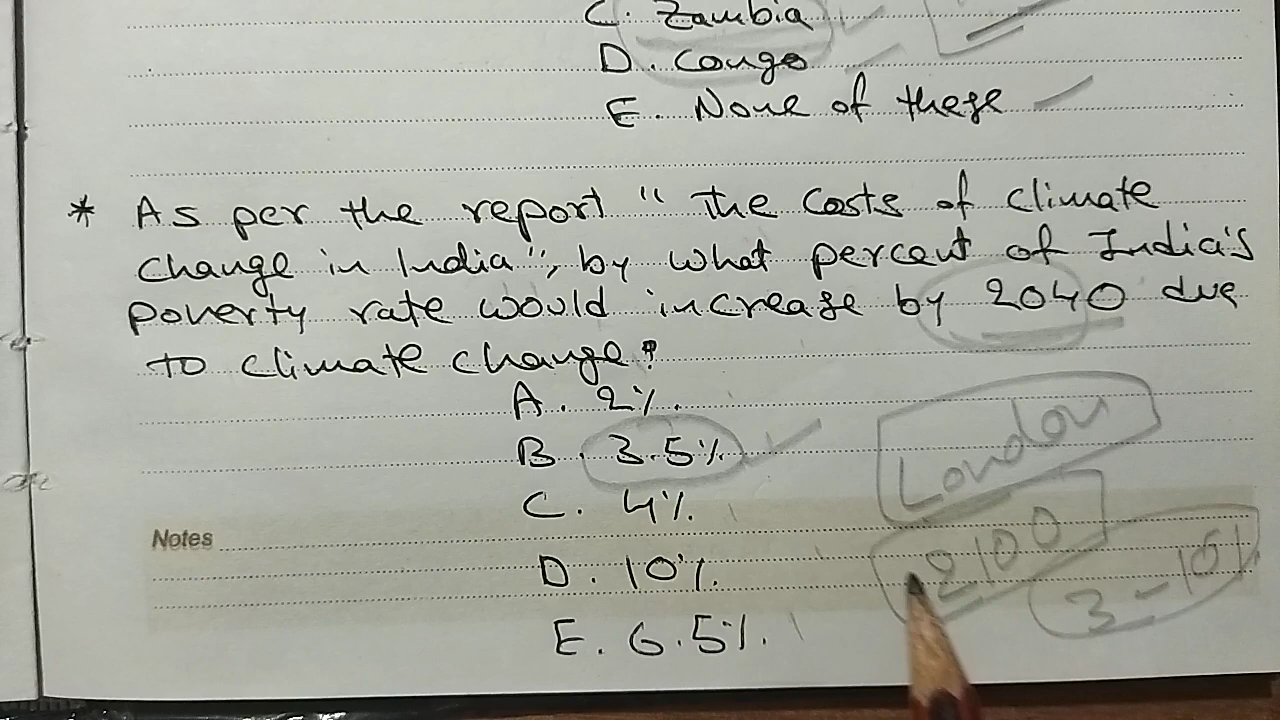 C. Zambia
D. Congo
E. None of these
* As per the report "The Costs of climate
change in India", by what percent of India's
poverty rate would increase by 2040 due
to climate change?
A. 2%.
B. 3.5%.
C. 4%.
Notes
D. 10%.
E. 6.5%.
London
2100
3-10%